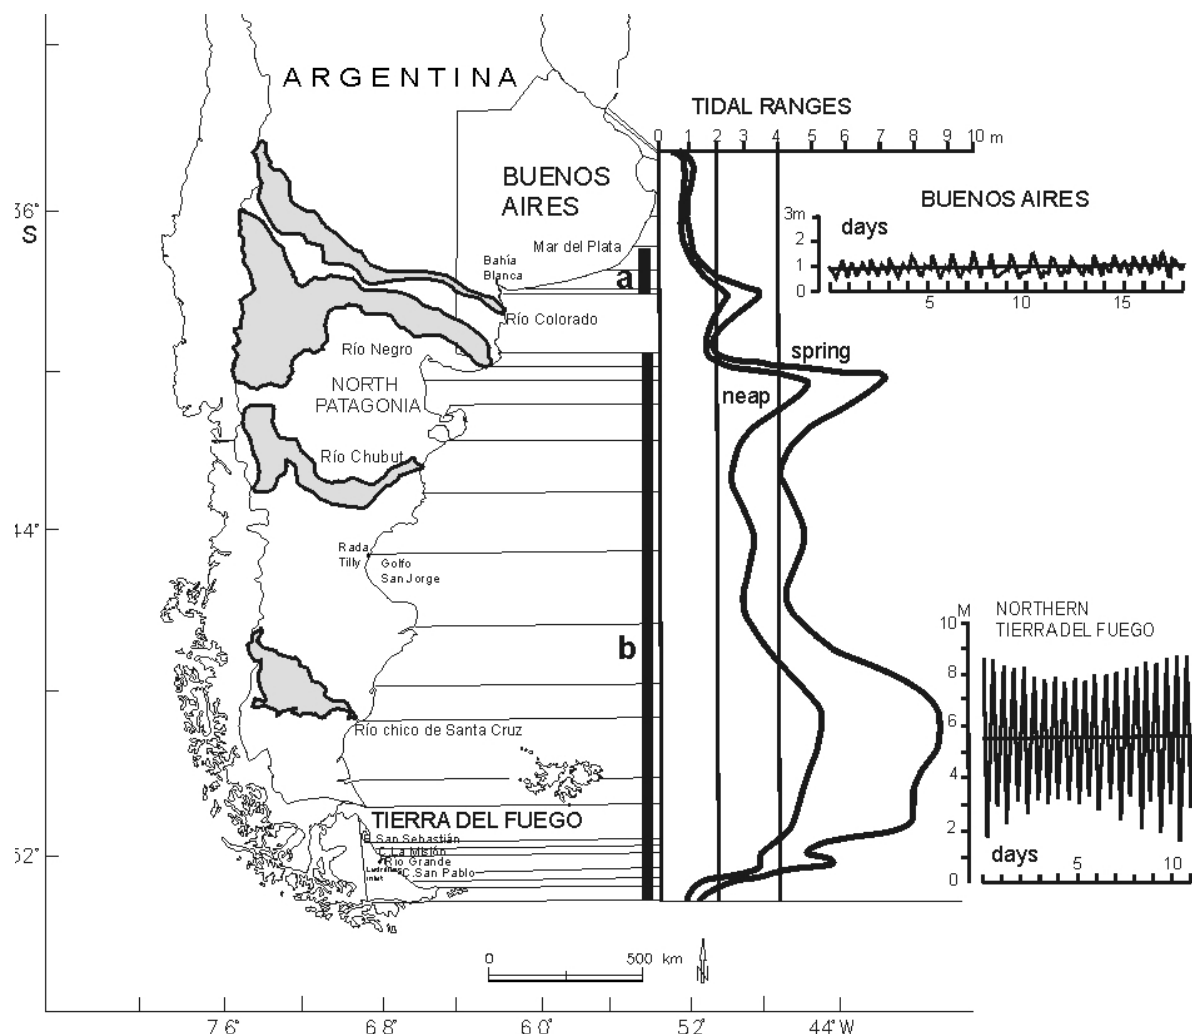 ARGENTINA
TIDAL RANGES
0 1 2 3 4 5 6 7 8 9 10 m
BUENOS
AIRES
BUENOS AIRES
36°
S
3m
2
1
0
days
5 10 15
Mar del Plata
Bahía
Blanca
a
Río Colorado
Río Negro
spring
neap
NORTH
PATAGONIA
Río Chubut
44°
Rada
Tilly
Golfo
San Jorge
b
M
10
8
6
4
2
0
NORTHERN
TIERRA DEL FUEGO
days
5 10
Río chico de Santa Cruz
TIERRA DEL FUEGO
B.San Sebastián
C.La Misión
Río Grande
C.San Pablo
inlet
52°
0 500 km
N
76° 68° 60° 52° 44°W